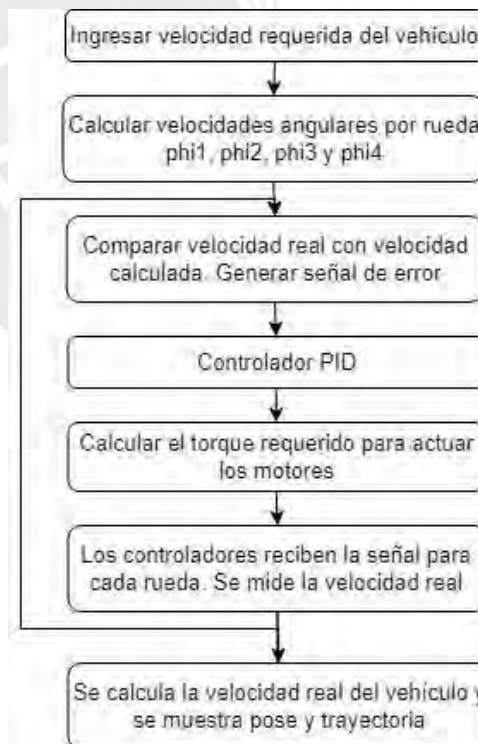 Ingresar velocidad requerida del vehículo
Calcular velocidades angulares por rueda
phi1, phi2, phi3 y phi4
Comparar velocidad real con velocidad
calculada. Generar señal de error
Controlador PID
Calcular el torque requerido para actuar
los motores
Los controladores reciben la señal para
cada rueda. Se mide la velocidad real
Se calcula la velocidad real del vehículo y
se muestra pose y trayectoria